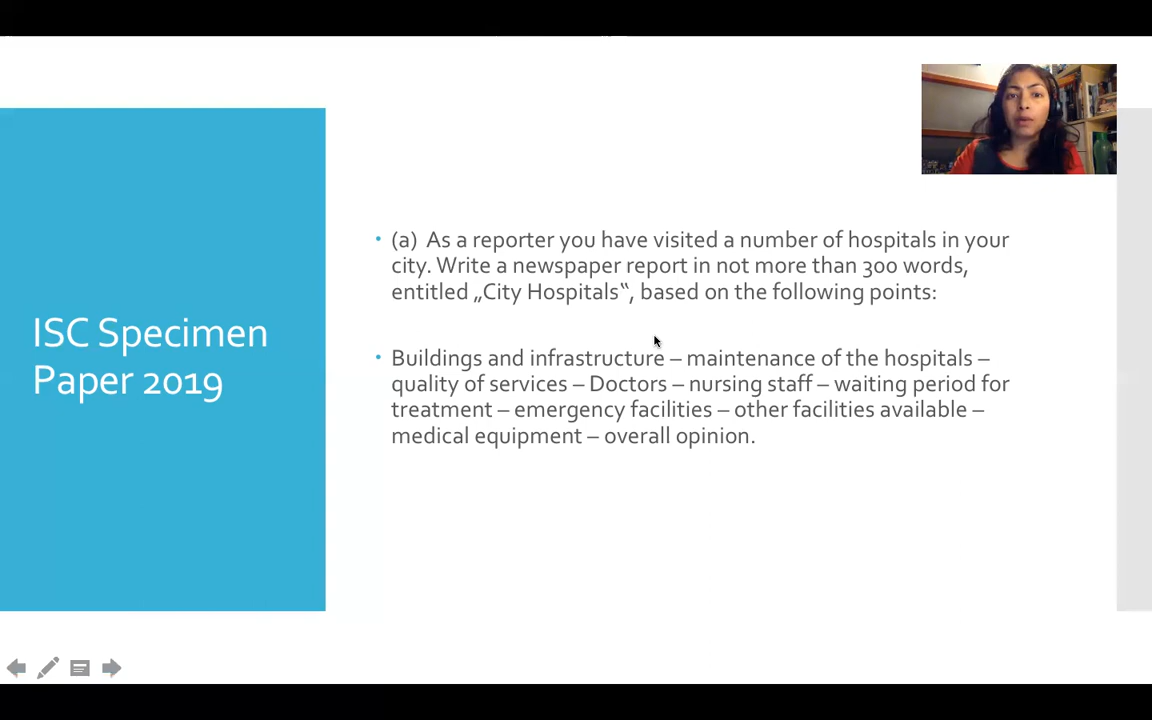 ISC Specimen
Paper 2019
(a) As a reporter you have visited a number of hospitals in your
city. Write a newspaper report in not more than 300 words,
entitled „City Hospitals‟, based on the following points:
Buildings and infrastructure – maintenance of the hospitals –
quality of services – Doctors – nursing staff – waiting period for
treatment – emergency facilities – other facilities available –
medical equipment – overall opinion.